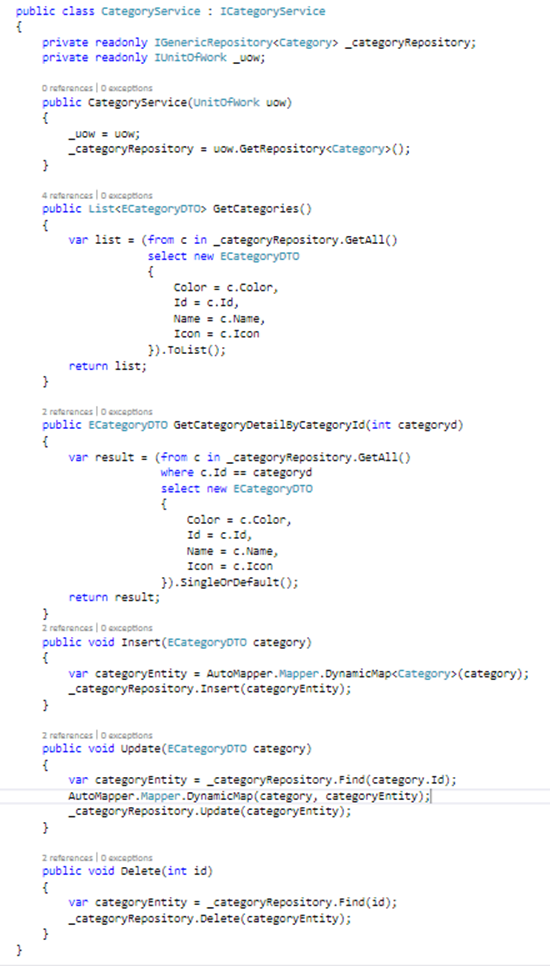 public class CategoryService : ICategoryService
{
    private readonly IGenericRepository<Category> _categoryRepository;
    private readonly IUnitOfWork _uow;

    0 references | 0 exceptions
    public CategoryService(UnitOfWork uow)
    {
        _uow = uow;
        _categoryRepository = uow.GetRepository<Category>();
    }

    4 references | 0 exceptions
    public List<ECategoryDTO> GetCategories()
    {
        var list = (from c in _categoryRepository.GetAll()
                    select new ECategoryDTO
                    {
                        Color = c.Color,
                        Id = c.Id,
                        Name = c.Name,
                        Icon = c.Icon
                    }).ToList();
        return list;
    }

    2 references | 0 exceptions
    public ECategoryDTO GetCategoryDetailByCategoryId(int categoryd)
    {
        var result = (from c in _categoryRepository.GetAll()
                      where c.Id == categoryd
                      select new ECategoryDTO
                      {
                          Color = c.Color,
                          Id = c.Id,
                          Name = c.Name,
                          Icon = c.Icon
                      }).SingleOrDefault();
        return result;
    }
    2 references | 0 exceptions
    public void Insert(ECategoryDTO category)
    {
        var categoryEntity = AutoMapper.Mapper.DynamicMap<Category>(category);
        _categoryRepository.Insert(categoryEntity);
    }

    2 references | 0 exceptions
    public void Update(ECategoryDTO category)
    {
        var categoryEntity = _categoryRepository.Find(category.Id);
        AutoMapper.Mapper.DynamicMap(category, categoryEntity);
        _categoryRepository.Update(categoryEntity);
    }

    2 references | 0 exceptions
    public void Delete(int id)
    {
        var categoryEntity = _categoryRepository.Find(id);
        _categoryRepository.Delete(categoryEntity);
    }
}